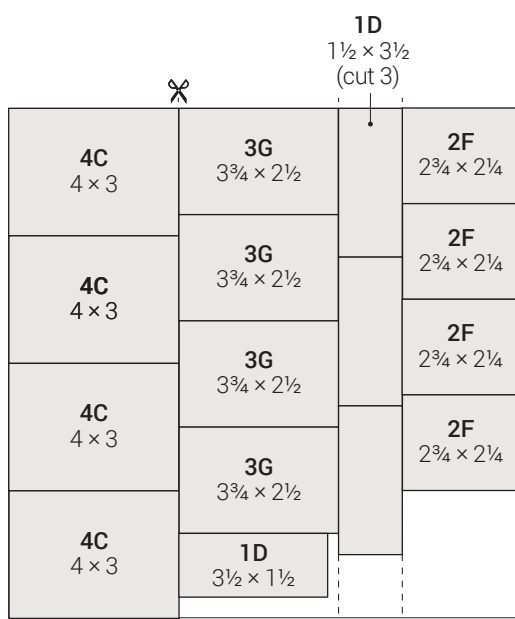 1D
1½ × 3½
(cut 3)
4C
4 × 3
3G
3¾ × 2½
2F
2¾ × 2¼
4C
4 × 3
3G
3¾ × 2½
2F
2¾ × 2¼
4C
4 × 3
3G
3¾ × 2½
2F
2¾ × 2¼
4C
4 × 3
3G
3¾ × 2½
2F
2¾ × 2¼
1D
3½ × 1½